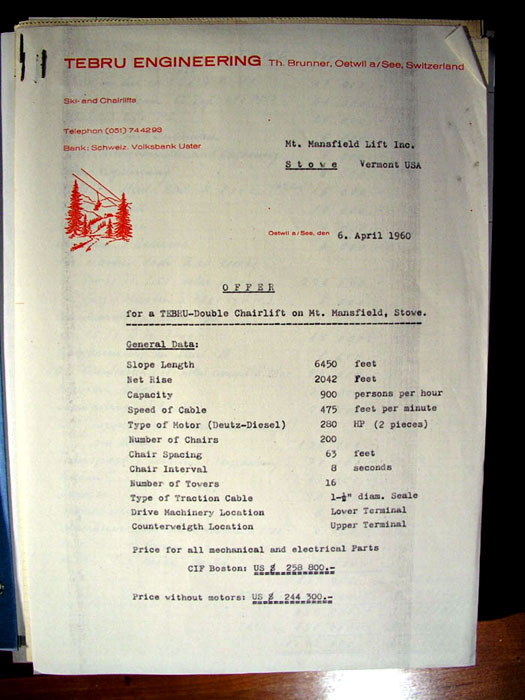 TEBRU ENGINEERING Th. Brunner, Oetwil a/See, Switzerland
Ski- and Chairlifts
Telephon (051) 74 42 93
Bank: Schweiz. Volksbank Uster
Mt. Mansfield Lift Inc.
Stowe Vermont USA
Oetwil a/See, den 6. April 1960
OFFER
for a TEBRU-Double Chairlift on Mt. Mansfield, Stove.
General Data:
Slope Length 6450 feet
Net Rise 2042 feet
Capacity 900 persons per hour
Speed of Cable 475 feet per minute
Type of Motor (Deutz-Diesel) 280 HP (2 pieces)
Number of Chairs 200
Chair Spacing 63 feet
Chair Interval 8 seconds
Number of Towers 16
Type of Traction Cable diam. Seale
Drive Machinery Location Lower Terminal
Counterweigth Location Upper Terminal
Price for all mechanical and electrical Parts
CIF Boston: US $ 258 800.-
Price without motors: US $ 244 300.-